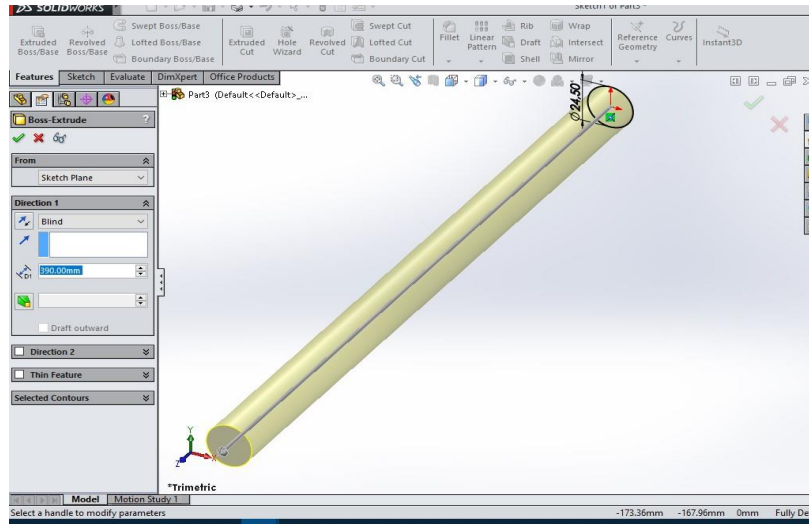 DS SOLIDWORKS
Sketch1 of Part3 *
Extruded Boss/Base
Revolved Boss/Base
Swept Boss/Base
Lofted Boss/Base
Boundary Boss/Base
Extruded Cut
Hole Wizard
Revolved Cut
Swept Cut
Lofted Cut
Boundary Cut
Fillet
Linear Pattern
Rib
Draft
Shell
Wrap
Intersect
Mirror
Reference Geometry
Curves
Instant3D
Features Sketch Evaluate DimXpert Office Products
Part3 (Default<<Default>_...
Boss-Extrude ?
From
Sketch Plane
Direction 1
Blind
D1 390.00mm
Draft outward
Direction 2
Thin Feature
Selected Contours
Ø24,50
Y
Z
X
*Trimetric
Model Motion Study 1
Select a handle to modify parameters
-173.36mm -167.96mm 0mm Fully De